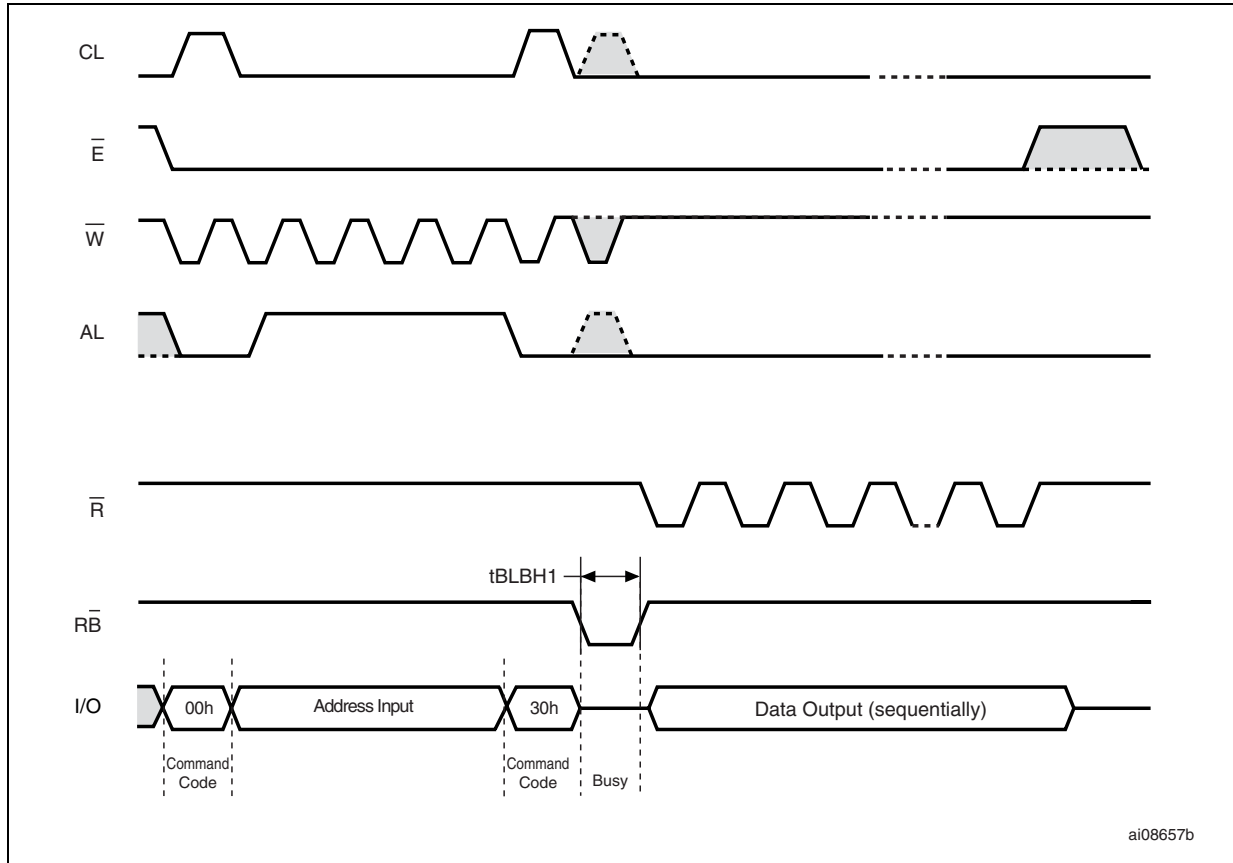 CL
E̅
W̅
AL
R̅
tBLBH1
RB̅
I/O
00h
Address Input
30h
Data Output (sequentially)
Command
Code
Command
Code
Busy
ai08657b